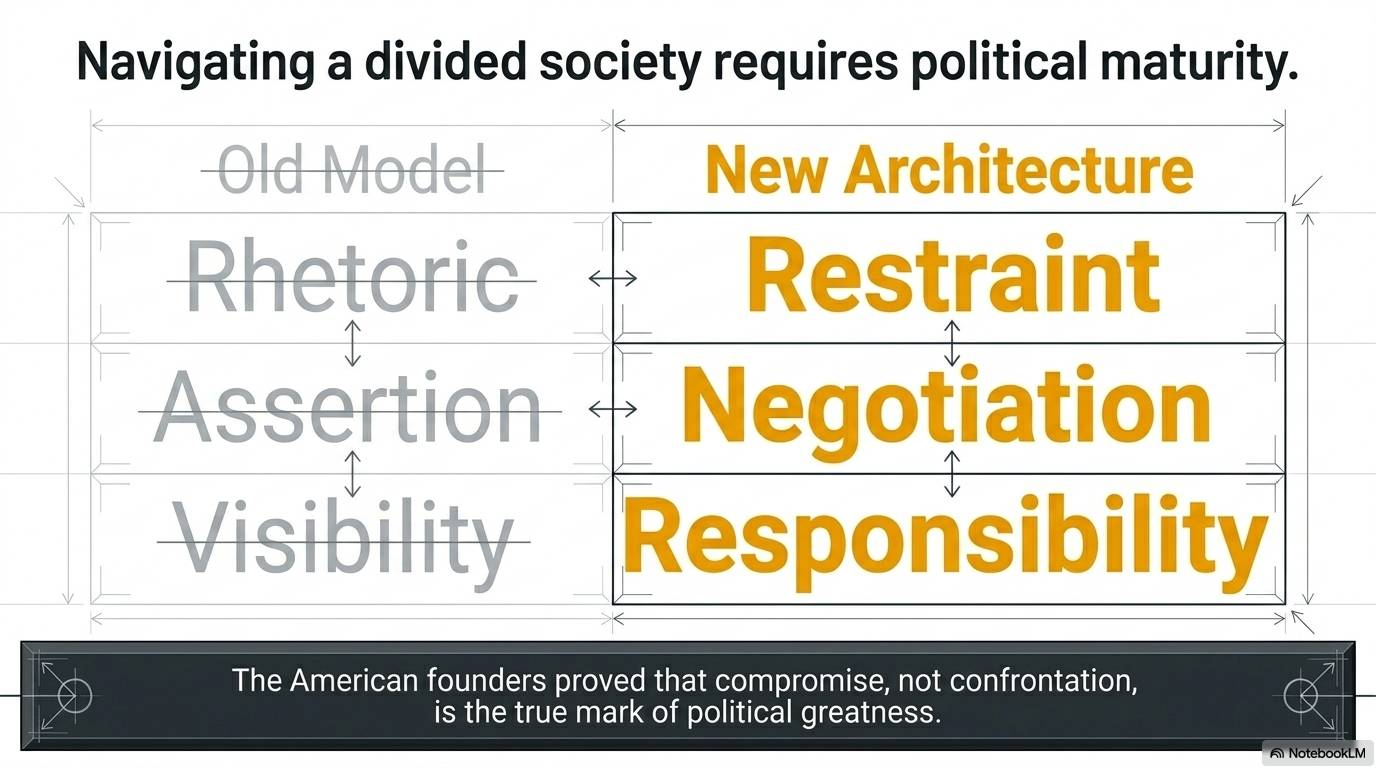 Navigating a divided society requires political maturity.
Old Model
New Architecture
Rhetoric
Restraint
Assertion
Negotiation
Visibility
Responsibility
The American founders proved that compromise, not confrontation,
is the true mark of political greatness.
NotebookLM